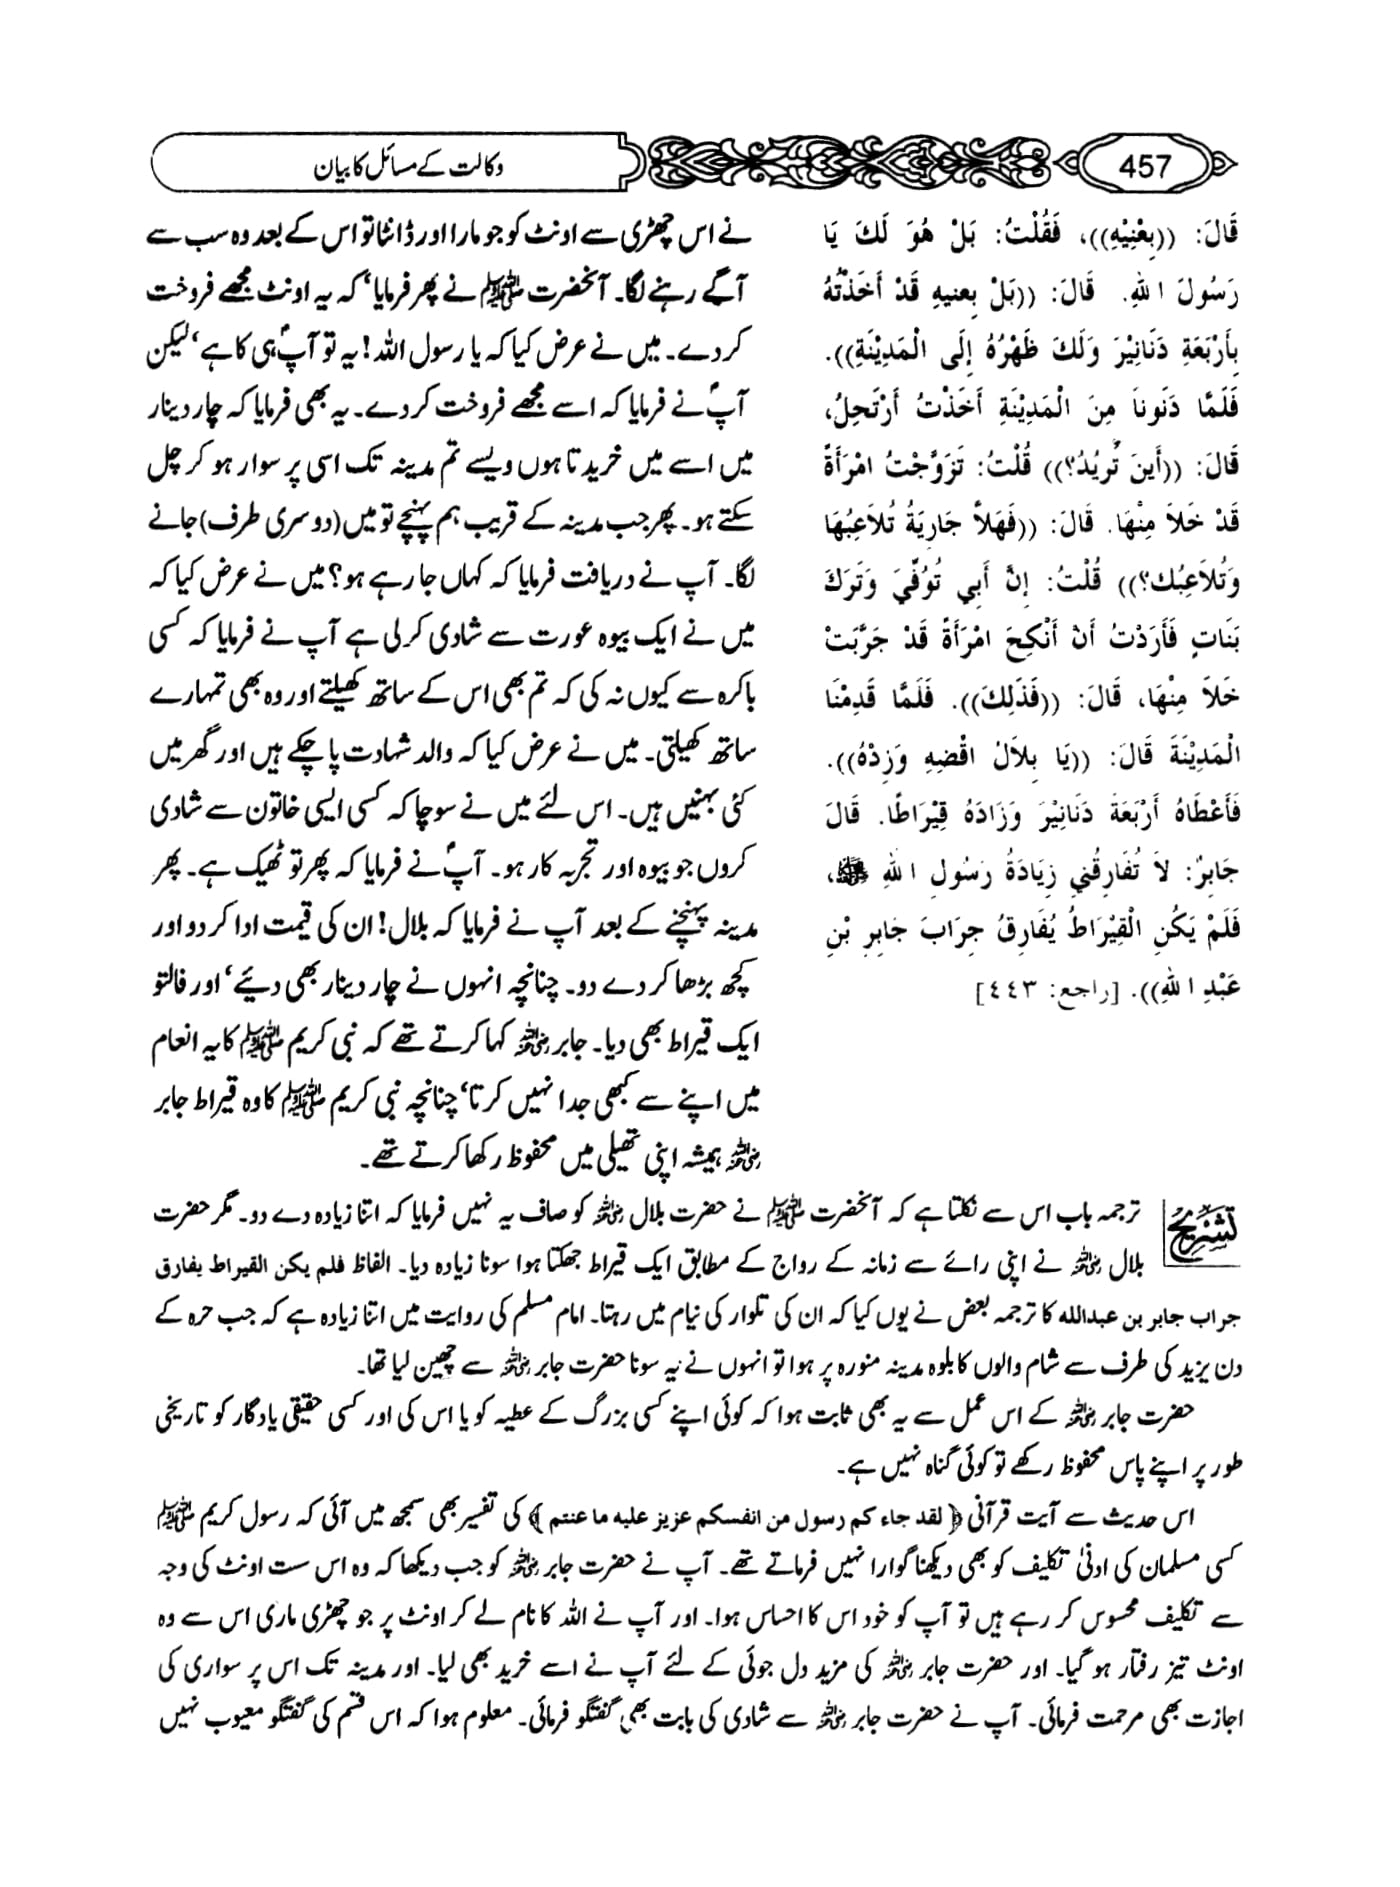 457
وکالت کے مسائل کا بیان
قَالَ: ((بِعْنِيْهِ))، فَقُلْتُ: بَلْ هُوَ لَكَ يَا
رَسُولَ اللهِ. قَالَ: ((بَلْ بِعنيهِ قَدْ أَخَذْتُهُ
بِأَرْبَعَةِ دَنَانِيْرَ وَلَكَ ظَهْرُهُ إِلَى الْمَدِيْنَةِ)).
فَلَمَّا دَنَونَا مِنَ الْمَدِيْنَةِ أَخَذْتُ أَرْتَحِلُ،
قَالَ: ((أَينَ تُرِيْدُ؟)) قُلْتُ: تَزَوَّجْتُ امْرَأَةً
قَدْ خَلاَ مِنْهَا. قَالَ: ((فَهَلاَّ جَارِيَةً تُلاَعِبُهَا
وَتُلاَعِبُك؟)) قُلْتُ: إِنَّ أَبِي تُوُفِّيَ وَتَرَكَ
بَنَاتٍ فَأَرَدْتُ أَنْ أَنْكِحَ امْرَأَةً قَدْ جَرَّبَتْ
خَلاَ مِنْهَا، قَالَ: ((فَذَلِكَ)). فَلَمَّا قَدِمْنَا
الْمَدِيْنَةَ قَالَ: ((يَا بِلاَلُ اقْضِهِ وَزِدْهُ)).
فَأَعْطَاهُ أَرْبَعَةَ دَنَانِيْرَ وَزَادَهُ قِيْرَاطًا. قَالَ
جَابِرٌ: لاَ تُفَارِقُنِي زِيَادَةُ رَسُولِ اللهِ ﷺ،
فَلَمْ يَكُنِ الْقِيْرَاطُ يُفَارِقُ جِرَابَ جَابِرِ بْنِ
عَبْدِ اللهِ)). [راجع: ٤٤٣]
نے اس چھڑی سے اونٹ کو جو مارا اور ڈانٹا تو اس کے بعد وہ سب سے
آگے رہنے لگا۔ آنحضرت ﷺ نے پھر فرمایا‘ کہ یہ اونٹ مجھے فروخت
کر دے۔ میں نے عرض کیا کہ یا رسول اللہ! یہ تو آپؐ ہی کا ہے‘ لیکن
آپؐ نے فرمایا کہ اسے مجھے فروخت کر دے۔ یہ بھی فرمایا کہ چار دینار
میں اسے میں خریدتا ہوں ویسے تم مدینہ تک اسی پر سوار ہو کر چل
سکتے ہو۔ پھر جب مدینہ کے قریب ہم پہنچے تو میں (دوسری طرف) جانے
لگا۔ آپ نے دریافت فرمایا کہ کہاں جا رہے ہو؟ میں نے عرض کیا کہ
میں نے ایک بیوہ عورت سے شادی کر لی ہے آپ نے فرمایا کہ کسی
باکرہ سے کیوں نہ کی کہ تم بھی اس کے ساتھ کھیلتے اور وہ بھی تمہارے
ساتھ کھیلتی۔ میں نے عرض کیا کہ والد شہادت پا چکے ہیں اور گھر میں
کئی بہنیں ہیں۔ اس لئے میں نے سوچا کہ کسی ایسی خاتون سے شادی
کروں جو بیوہ اور تجربہ کار ہو۔ آپؐ نے فرمایا کہ پھر تو ٹھیک ہے۔ پھر
مدینہ پہنچنے کے بعد آپ نے فرمایا کہ بلال! ان کی قیمت ادا کر دو اور
کچھ بڑھا کر دے دو۔ چنانچہ انہوں نے چار دینار بھی دیئے‘ اور فالتو
ایک قیراط بھی دیا۔ جابر رضی اللہ عنہ کہا کرتے تھے کہ نبی کریم ﷺ کا یہ انعام
میں اپنے سے کبھی جدا نہیں کرتا‘ چنانچہ نبی کریم ﷺ کا وہ قیراط جابر
رضی اللہ عنہ ہمیشہ اپنی تھیلی میں محفوظ رکھا کرتے تھے۔
تشریح
ترجمہ باب اس سے نکلتا ہے کہ آنحضرت ﷺ نے حضرت بلال رضی اللہ عنہ کو صاف یہ نہیں فرمایا کہ اتنا زیادہ دے دو۔ مگر حضرت
بلال رضی اللہ عنہ نے اپنی رائے سے زمانہ کے رواج کے مطابق ایک قیراط جھکتا ہوا سونا زیادہ دیا۔ الفاظ فلم یکن القیراط یفارق
جراب جابر بن عبداللہ کا ترجمہ بعض نے یوں کیا کہ ان کی تلوار کی نیام میں رہتا۔ امام مسلم کی روایت میں اتنا زیادہ ہے کہ جب حرہ کے
دن یزید کی طرف سے شام والوں کا بلوہ مدینہ منورہ پر ہوا تو انہوں نے یہ سونا حضرت جابر رضی اللہ عنہ سے چھین لیا تھا۔
حضرت جابر رضی اللہ عنہ کے اس عمل سے یہ بھی ثابت ہوا کہ کوئی اپنے کسی بزرگ کے عطیہ کو یا اس کی اور کسی حقیقی یادگار کو تاریخی
طور پر اپنے پاس محفوظ رکھے تو کوئی گناہ نہیں ہے۔
اس حدیث سے آیت قرآنی ﴿ لقد جاء کم رسول من انفسکم عزیز علیہ ما عنتم ﴾ کی تفسیر بھی سمجھ میں آئی کہ رسول کریم ﷺ
کسی مسلمان کی ادنیٰ تکلیف کو بھی دیکھنا گوارا نہیں فرماتے تھے۔ آپ نے حضرت جابر رضی اللہ عنہ کو جب دیکھا کہ وہ اس ست اونٹ کی وجہ
سے تکلیف محسوس کر رہے ہیں تو آپ کو خود اس کا احساس ہوا۔ اور آپ نے اللہ کا نام لے کر اونٹ پر جو چھڑی ماری اس سے وہ
اونٹ تیز رفتار ہو گیا۔ اور حضرت جابر رضی اللہ عنہ کی مزید دل جوئی کے لئے آپ نے اسے خرید بھی لیا۔ اور مدینہ تک اس پر سواری کی
اجازت بھی مرحمت فرمائی۔ آپ نے حضرت جابر رضی اللہ عنہ سے شادی کی بابت بھی گفتگو فرمائی۔ معلوم ہوا کہ اس قسم کی گفتگو معیوب نہیں